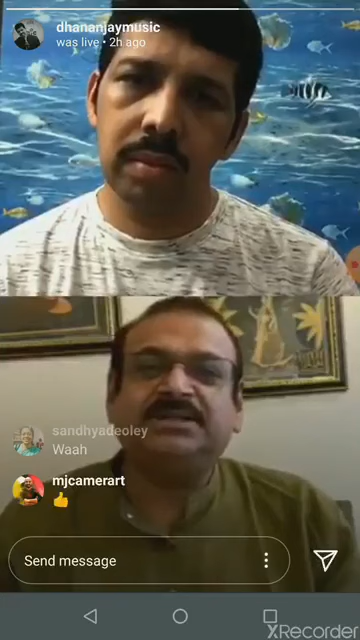 dhananjaymusic
was live • 2h ago
sandhyadeoley
Waah
mjcamerart
👍
Send message
XRecorder